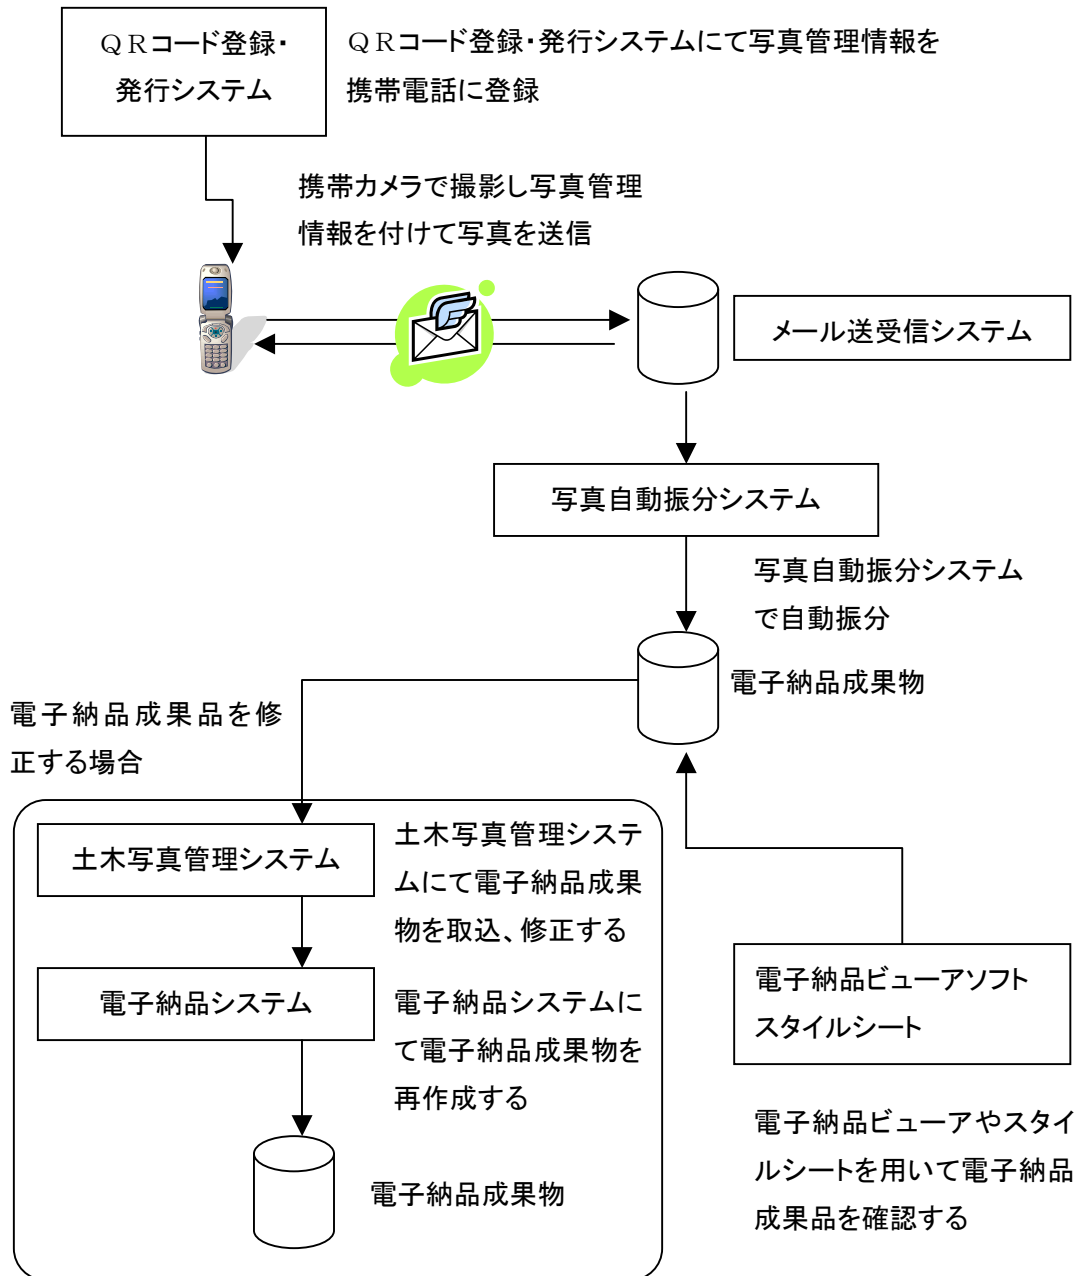 ＱＲコード登録・
発行システム
ＱＲコード登録・発行システムにて写真管理情報を
携帯電話に登録
携帯カメラで撮影し写真管理
情報を付けて写真を送信
メール送受信システム
写真自動振分システム
写真自動振分システム
で自動振分
電子納品成果物
電子納品成果品を修
正する場合
土木写真管理システム
土木写真管理システ
ムにて電子納品成果
物を取込、修正する
電子納品システム
電子納品システムに
て電子納品成果物を
再作成する
電子納品成果物
電子納品ビューアソフト
スタイルシート
電子納品ビューアやスタイ
ルシートを用いて電子納品
成果品を確認する